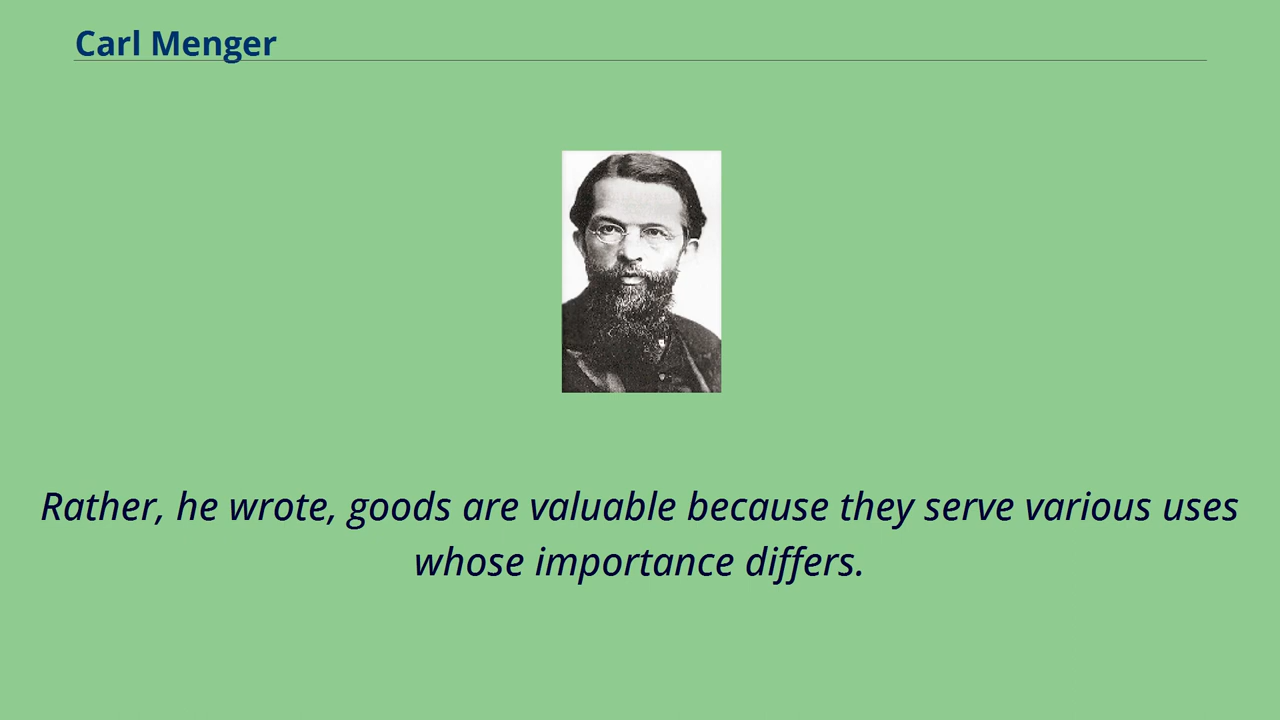 Carl Menger
Rather, he wrote, goods are valuable because they serve various uses
whose importance differs.